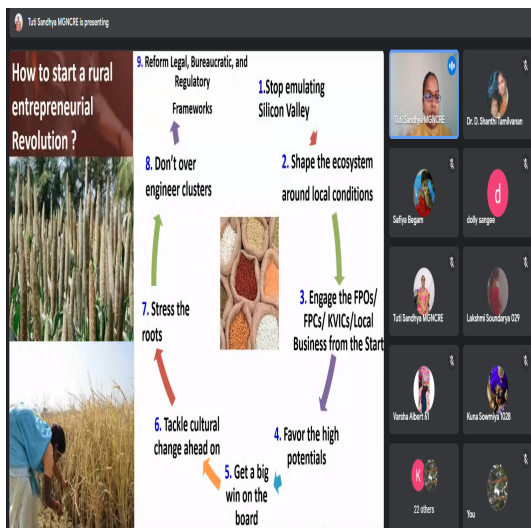 Tuti Sandhya MGNCRE is presenting
How to start a rural
entrepreneurial
Revolution ?
9. Reform Legal, Bureaucratic, and
Regulatory
Frameworks
1.Stop emulating
Silicon Valley
2. Shape the ecosystem
around local conditions
3. Engage the FPOs/
FPCs/ KVICs/Local
Business from the Start
4. Favor the high
potentials
5. Get a big
win on the
board
6. Tackle cultural
change ahead on
7. Stress the
roots
8. Don't over
engineer clusters
Tuti Sandhya MGNCRE
Dr. D. Shanthi Tamilvanan
Safiya Begam
d
dolly sangee
Tuti Sandhya MGNCRE
Lakshmi Soundarya 029
Varsha Albert 61
Kuna Sowmiya 1028
K
22 others
You